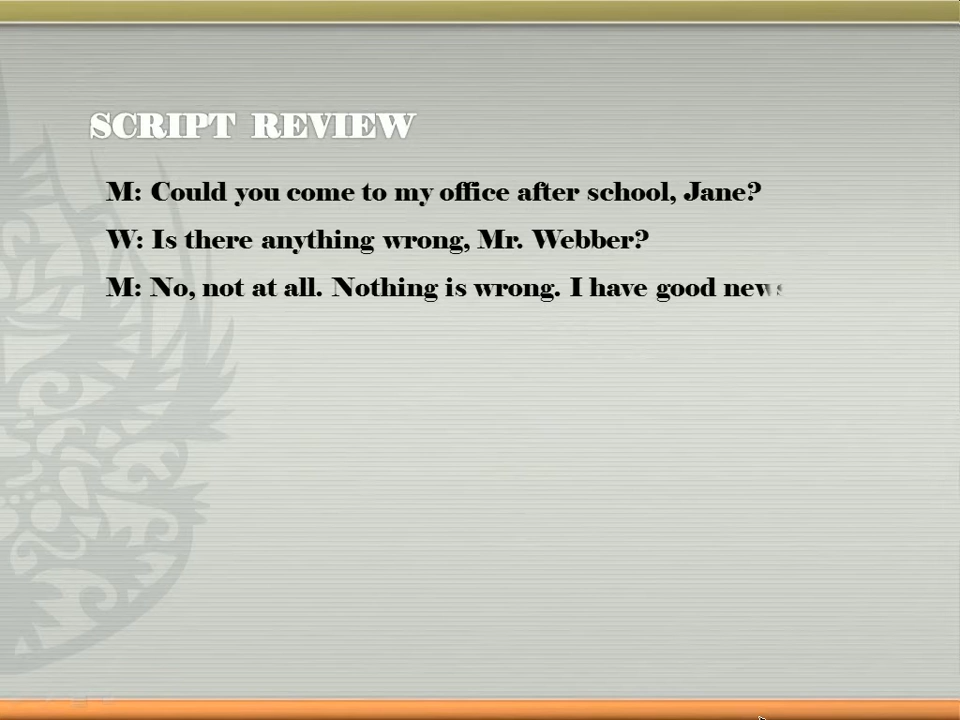 SCRIPT REVIEW
M: Could you come to my office after school, Jane?
W: Is there anything wrong, Mr. Webber?
M: No, not at all. Nothing is wrong. I have good news